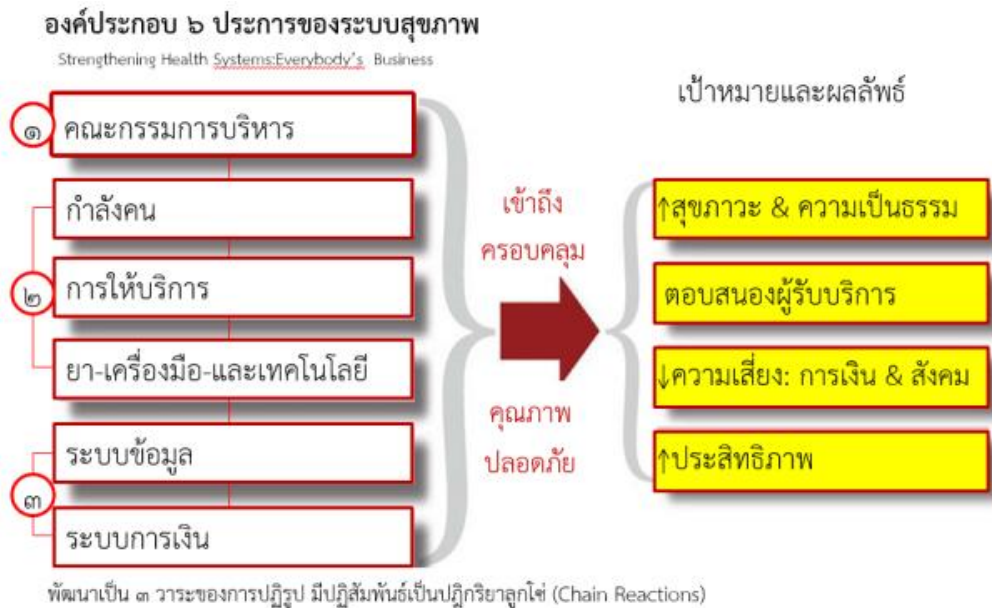 องค์ประกอบ ๖ ประการของระบบสุขภาพ
Strengthening Health Systems:Everybody's Business
๑
คณะกรรมการบริหาร
กำลังคน
๒
การให้บริการ
ยา-เครื่องมือ-และเทคโนโลยี
ระบบข้อมูล
๓
ระบบการเงิน
เข้าถึง
ครอบคลุม
คุณภาพ
ปลอดภัย
เป้าหมายและผลลัพธ์
↑สุขภาวะ & ความเป็นธรรม
ตอบสนองผู้รับบริการ
↓ความเสี่ยง: การเงิน & สังคม
↑ประสิทธิภาพ
พัฒนาเป็น ๓ วาระของการปฏิรูป มีปฏิสัมพันธ์เป็นปฏิกริยาลูกโซ่ (Chain Reactions)